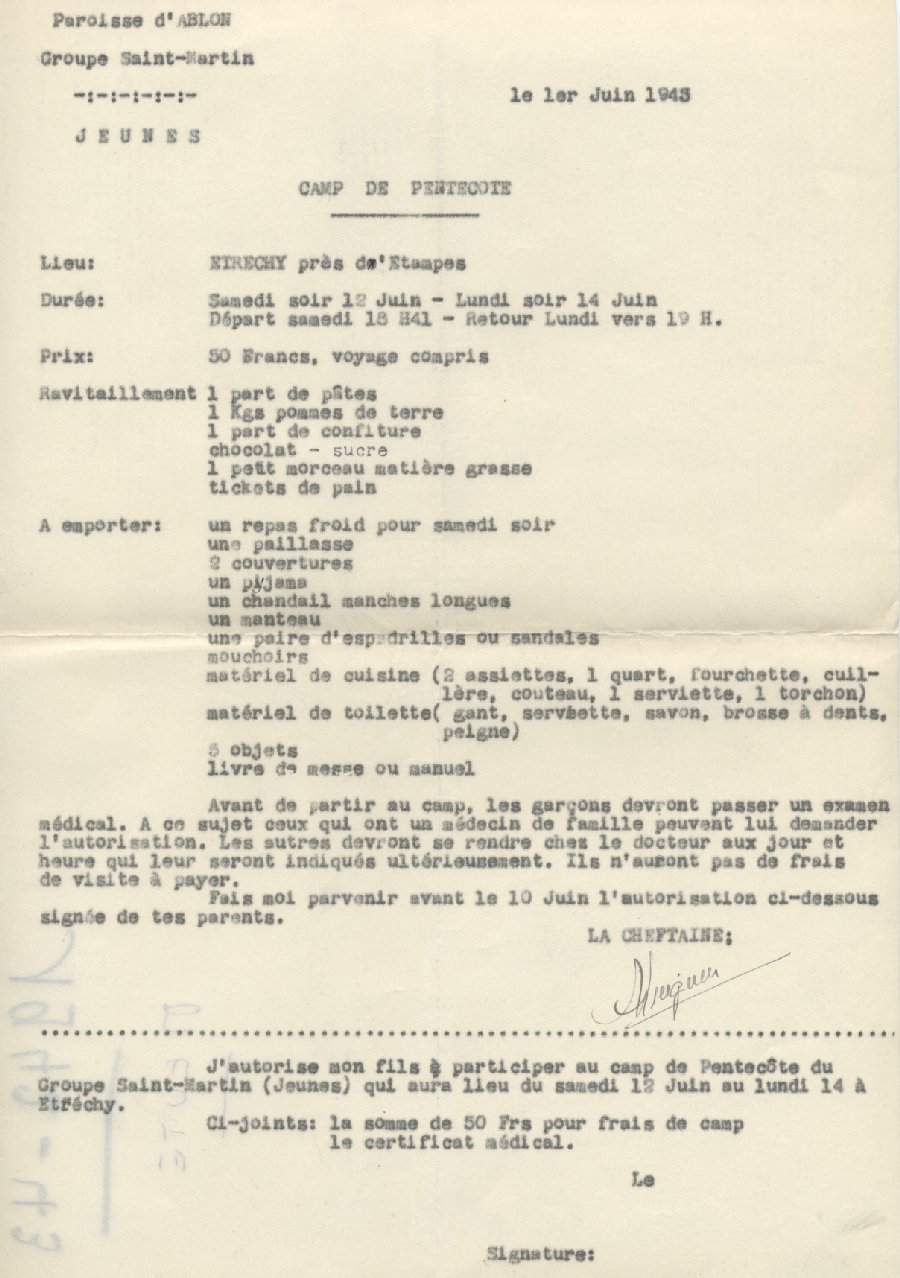 Paroisse d'ABLON
Groupe Saint-Martin
-:-:-:-:-:-
le 1er Juin 1943
J E U N E S
CAMP DE PENTECOTE
Lieu: ETRECHY près d'Etampes
Durée: Samedi soir 12 Juin - Lundi soir 14 Juin
Départ samedi 18 H41 - Retour Lundi vers 19 H.
Prix: 50 Francs, voyage compris
Ravitaillement 1 part de pâtes
1 Kgs pommes de terre
1 part de confiture
chocolat - sucre
1 petit morceau matière grasse
tickets de pain
A emporter: un repas froid pour samedi soir
une paillasse
2 couvertures
un pyjama
un chandail manches longues
un manteau
une paire d'espadrilles ou sandales
mouchoirs
matériel de cuisine (2 assiettes, 1 quart, fourchette, cuil-
lère, couteau, 1 serviette, 1 torchon)
matériel de toilette( gant, serviette, savon, brosse à dents,
peigne)
objets
livre de messe ou manuel
Avant de partir au camp, les garçons devront passer un examen
médical. A ce sujet ceux qui ont un médecin de famille peuvent lui demander
l'autorisation. Les autres devront se rendre chez le docteur aux jour et
heure qui leur seront indiqués ultérieusement. Ils n'auront pas de frais
de visite à payer.
Fais moi parvenir avant le 10 Juin l'autorisation ci-dessous
signée de tes parents.
LA CHEFTAINE;
J'autorise mon fils à participer au camp de Pentecôte du
Groupe Saint-Martin (Jeunes) qui aura lieu du samedi 12 Juin au lundi 14 à
Etréchy.
Ci-joints: la somme de 50 Frs pour frais de camp
le certificat médical.
Le
Signature: